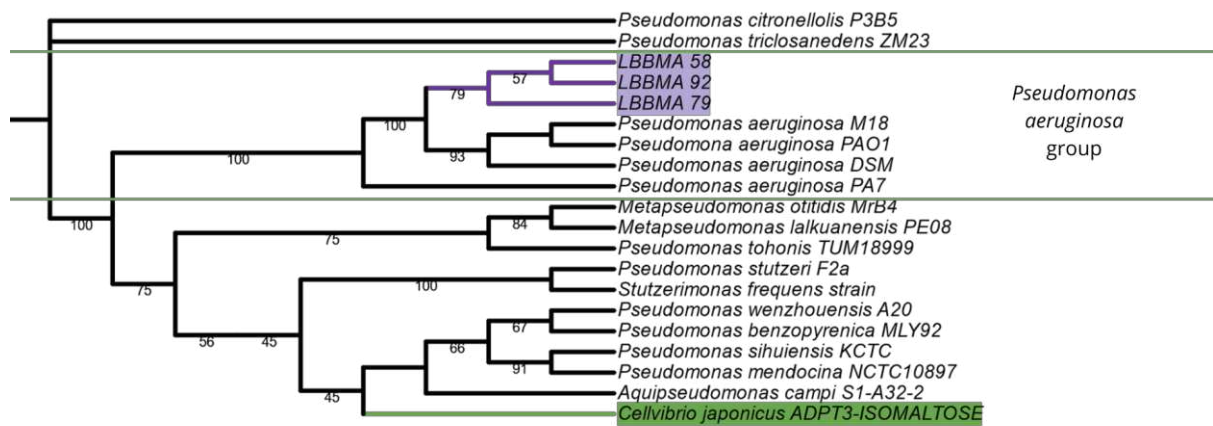 Pseudomonas citronellolis P3B5
Pseudomonas triclosanedens ZM23
LBBMA 58
57
LBBMA 92
79
LBBMA 79
Pseudomonas
aeruginosa
group
Pseudomonas aeruginosa M18
100
Pseudomona aeruginosa PAO1
93
100
Pseudomonas aeruginosa DSM
Pseudomonas aeruginosa PA7
Metapseudomonas otitidis MrB4
84
100
Metapseudomonas lalkuanensis PE08
75
Pseudomonas tohonis TUM18999
Pseudomonas stutzeri F2a
100
75
Stutzerimonas frequens strain
Pseudomonas wenzhouensis A20
67
Pseudomonas benzopyrenica MLY92
56
45
66
Pseudomonas sihuiensis KCTC
91
Pseudomonas mendocina NCTC10897
Aquipseudomonas campi S1-A32-2
45
Cellvibrio japonicus ADPT3-ISOMALTOSE